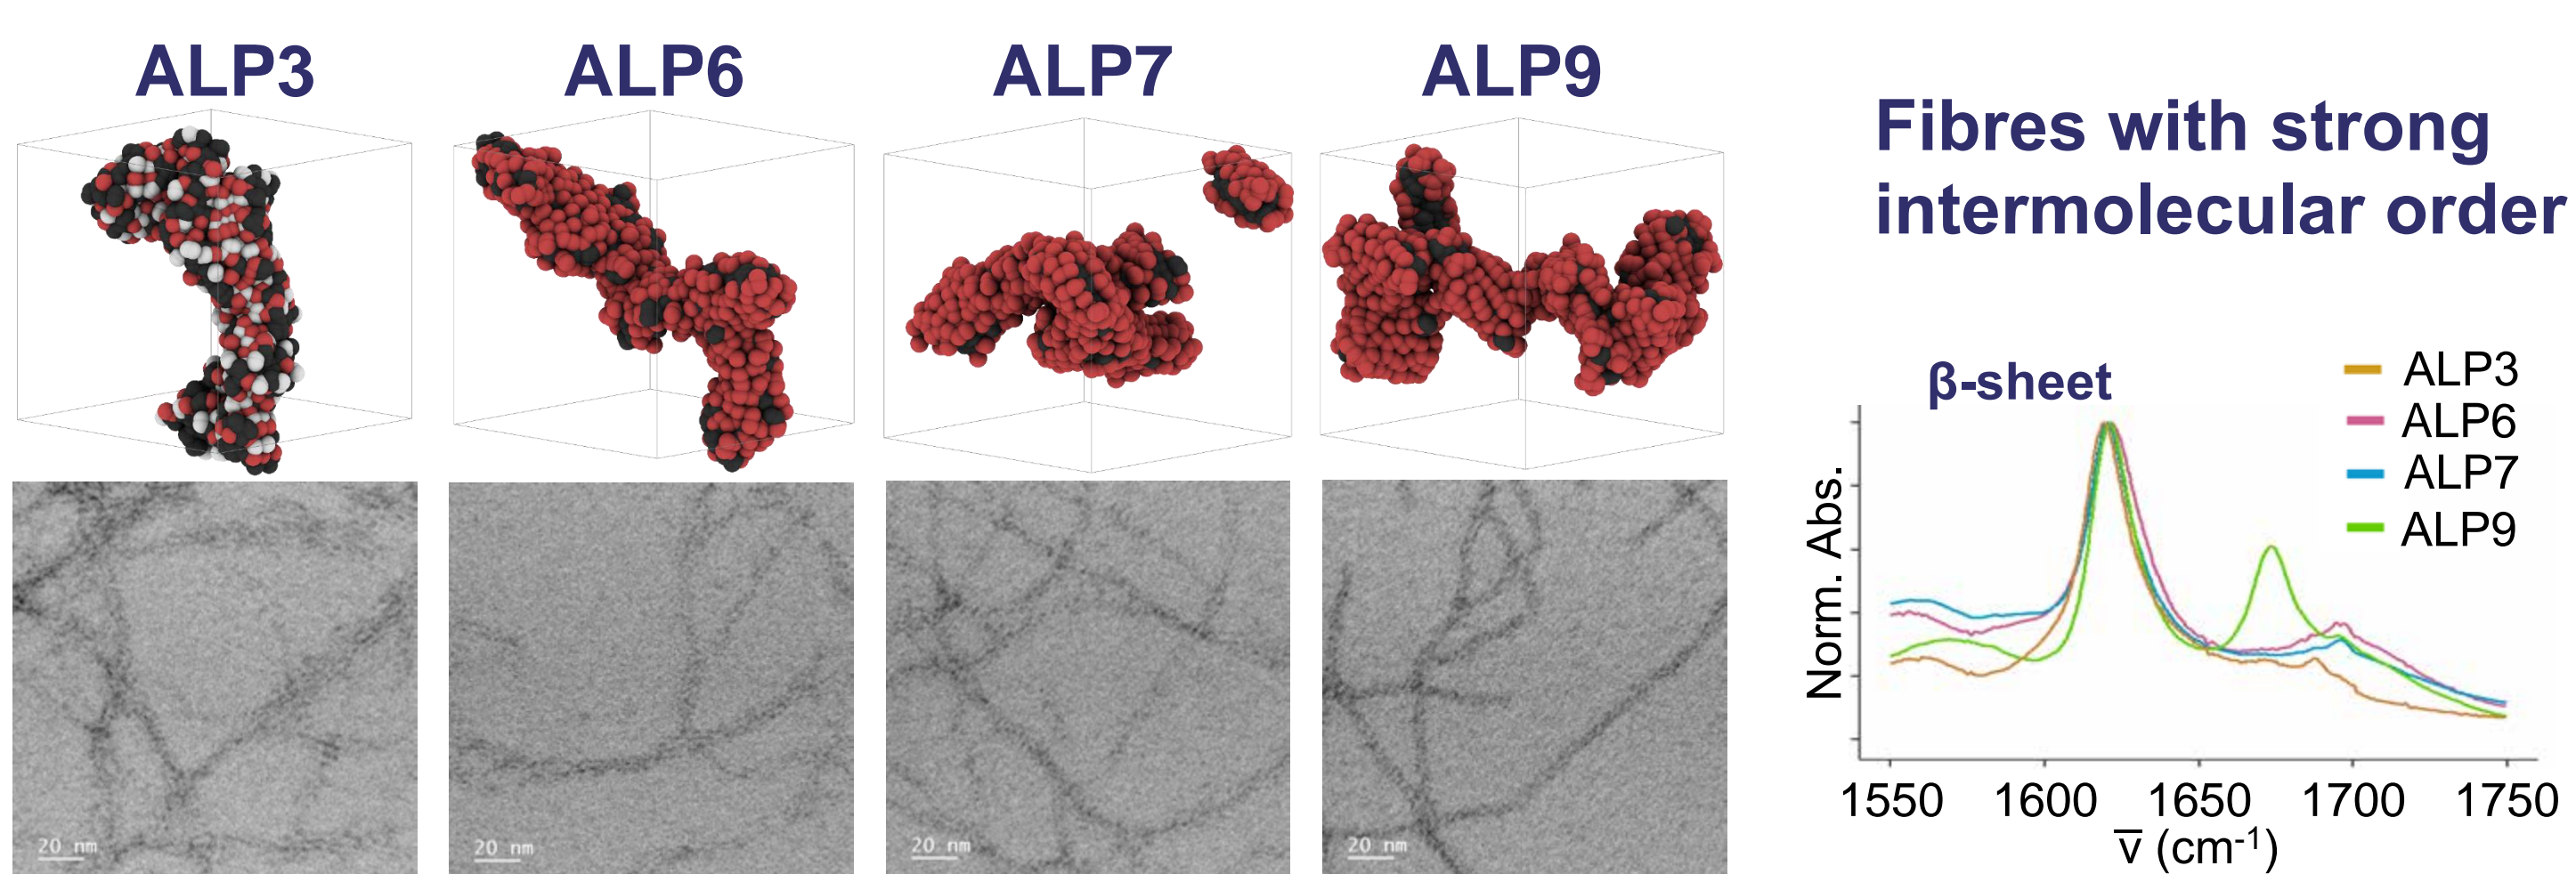 ALP3
ALP6
ALP7
ALP9
20 nm
20 nm
20 nm
20 nm
Fibres with strong
intermolecular order
β-sheet
ALP3
ALP6
ALP7
ALP9
Norm. Abs.
1550 1600 1650 1700 1750
v̅ (cm⁻¹)